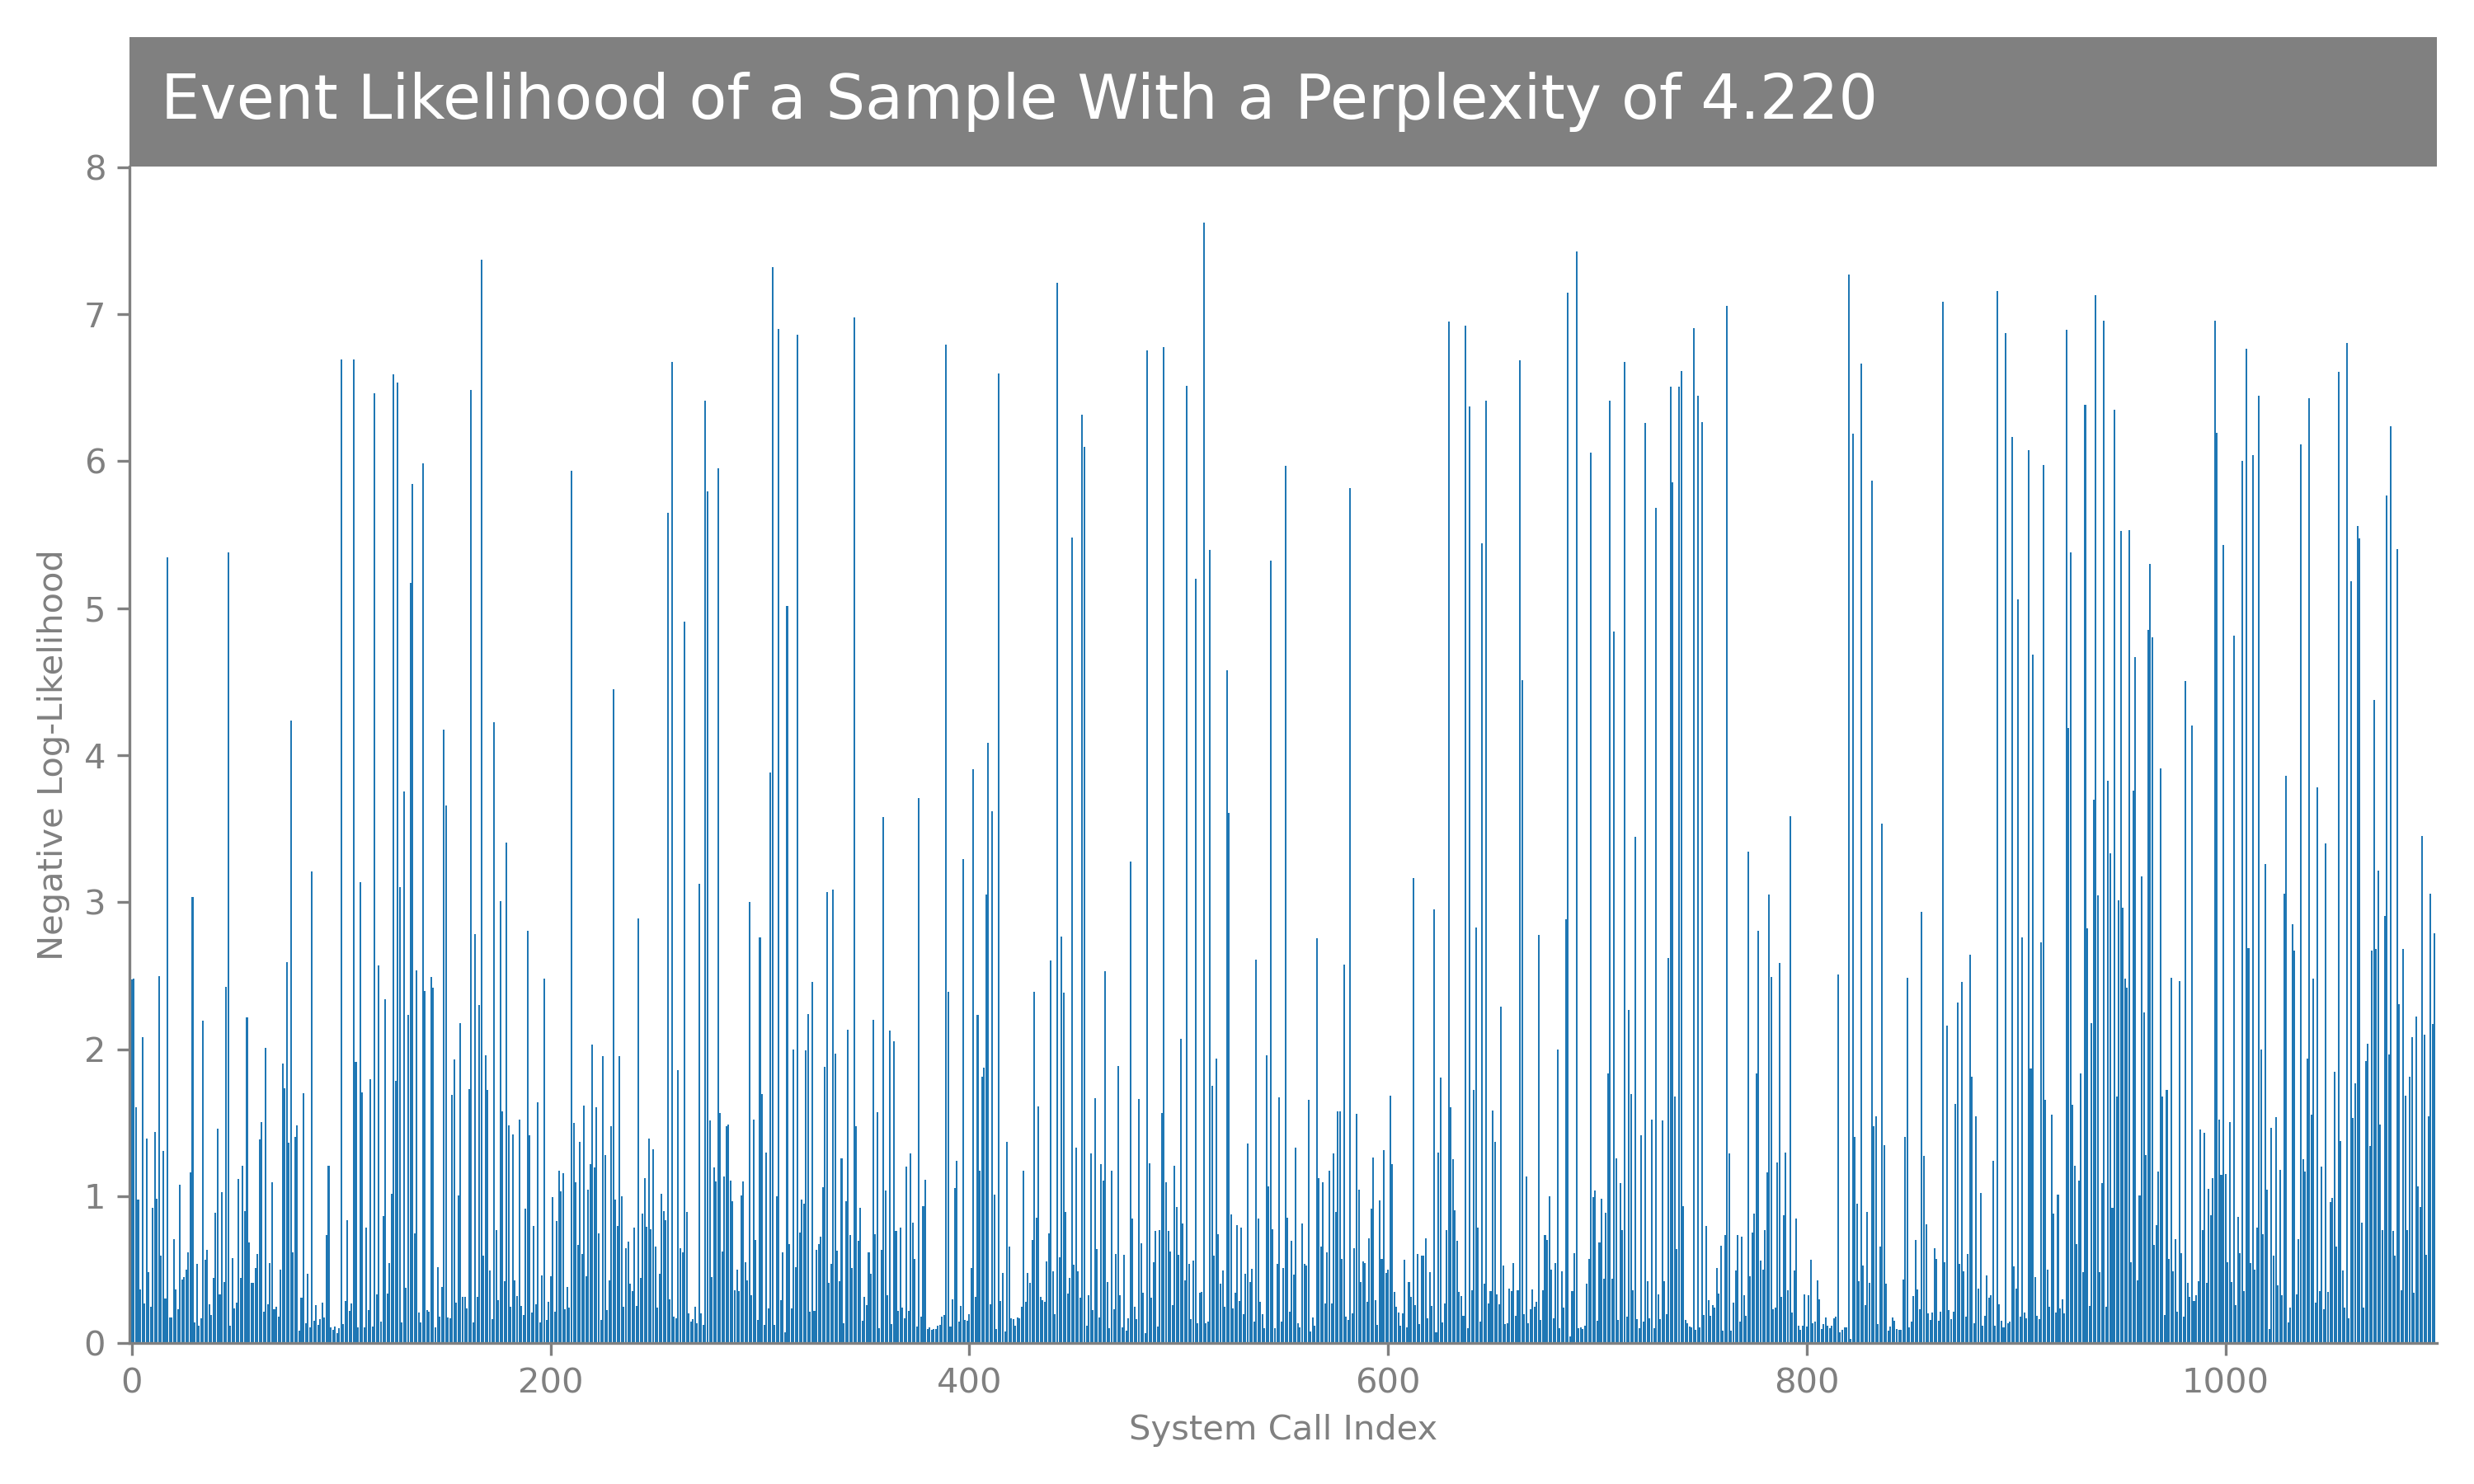 Event Likelihood of a Sample With a Perplexity of 4.220
8
7
6
5
4
3
2
1
0
Negative Log-Likelihood
0 200 400 600 800 1000
System Call Index